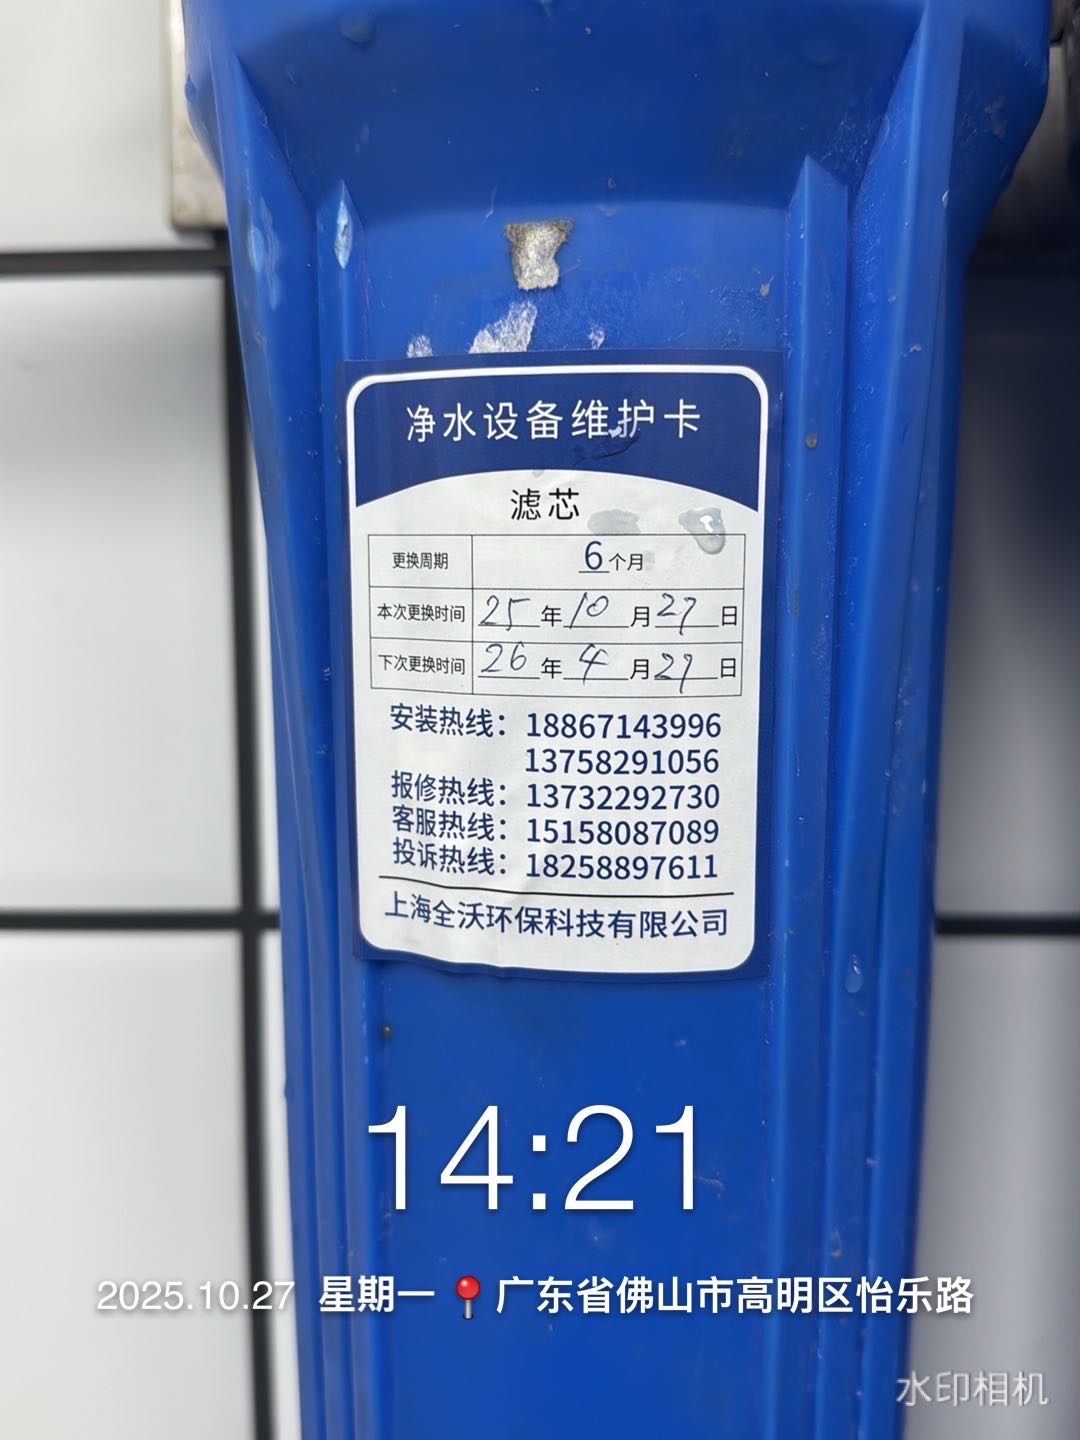 净水设备维护卡
滤芯
更换周期 6个月
本次更换时间 25年10月27日
下次更换时间 26年4月27日
安装热线：18867143996
13758291056
报修热线：13732292730
客服热线：15158087089
投诉热线：18258897611
上海全沃环保科技有限公司
14:21
2025.10.27 星期一 📍广东省佛山市高明区怡乐路
水印相机